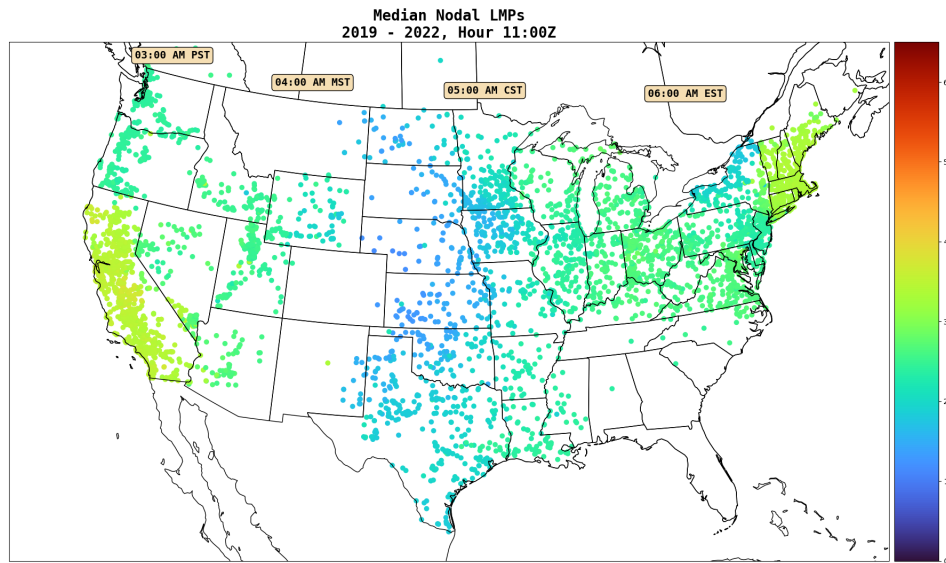 Median Nodal LMPs
2019 - 2022, Hour 11:00Z
03:00 AM PST
04:00 AM MST
05:00 AM CST
06:00 AM EST